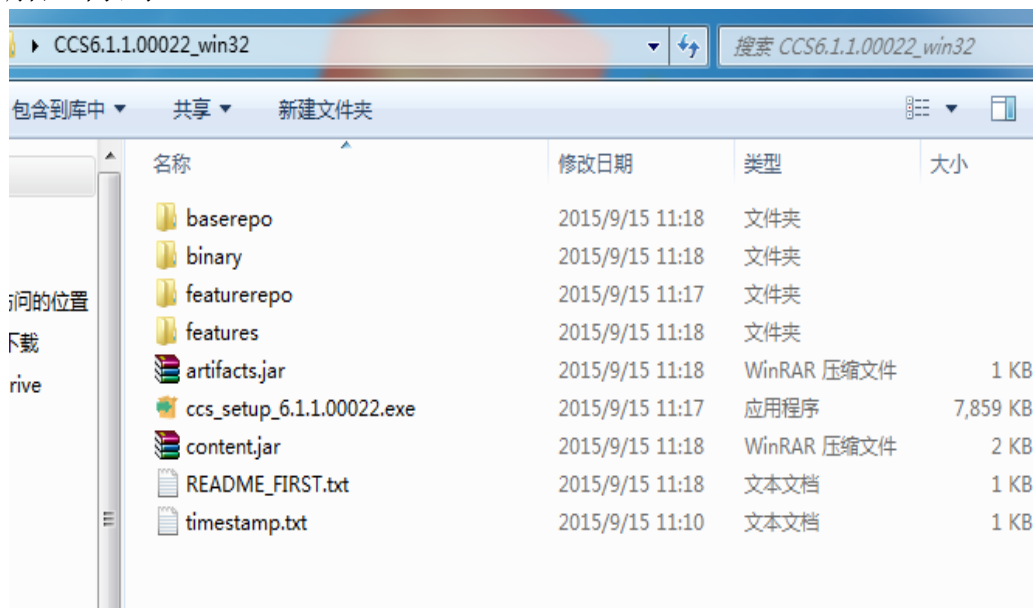 CCS6.1.1.00022_win32 搜索 CCS6.1.1.00022_win32
包含到库中 共享 新建文件夹
名称 修改日期 类型 大小
baserepo 2015/9/15 11:18 文件夹
binary 2015/9/15 11:18 文件夹
featurerepo 2015/9/15 11:17 文件夹
问的位置
features 2015/9/15 11:18 文件夹
下载
artifacts.jar 2015/9/15 11:18 WinRAR 压缩文件 1 KB
rive
ccs_setup_6.1.1.00022.exe 2015/9/15 11:17 应用程序 7,859 KB
content.jar 2015/9/15 11:18 WinRAR 压缩文件 2 KB
README_FIRST.txt 2015/9/15 11:18 文本文档 1 KB
timestamp.txt 2015/9/15 11:10 文本文档 1 KB